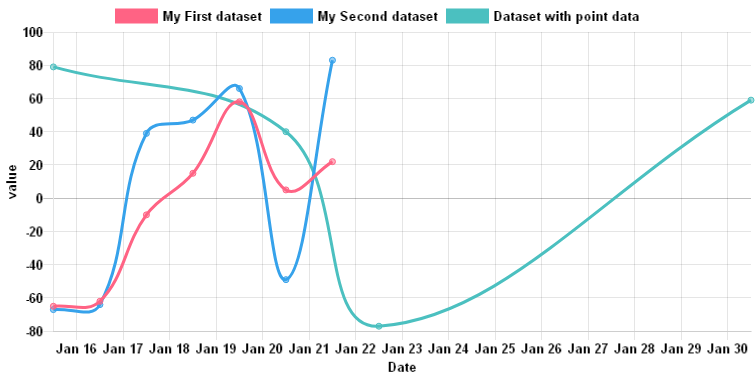 My First dataset My Second dataset Dataset with point data
100
80
60
40
20
0
-20
-40
-60
-80
value
Jan 16 Jan 17 Jan 18 Jan 19 Jan 20 Jan 21 Jan 22 Jan 23 Jan 24 Jan 25 Jan 26 Jan 27 Jan 28 Jan 29 Jan 30
Date